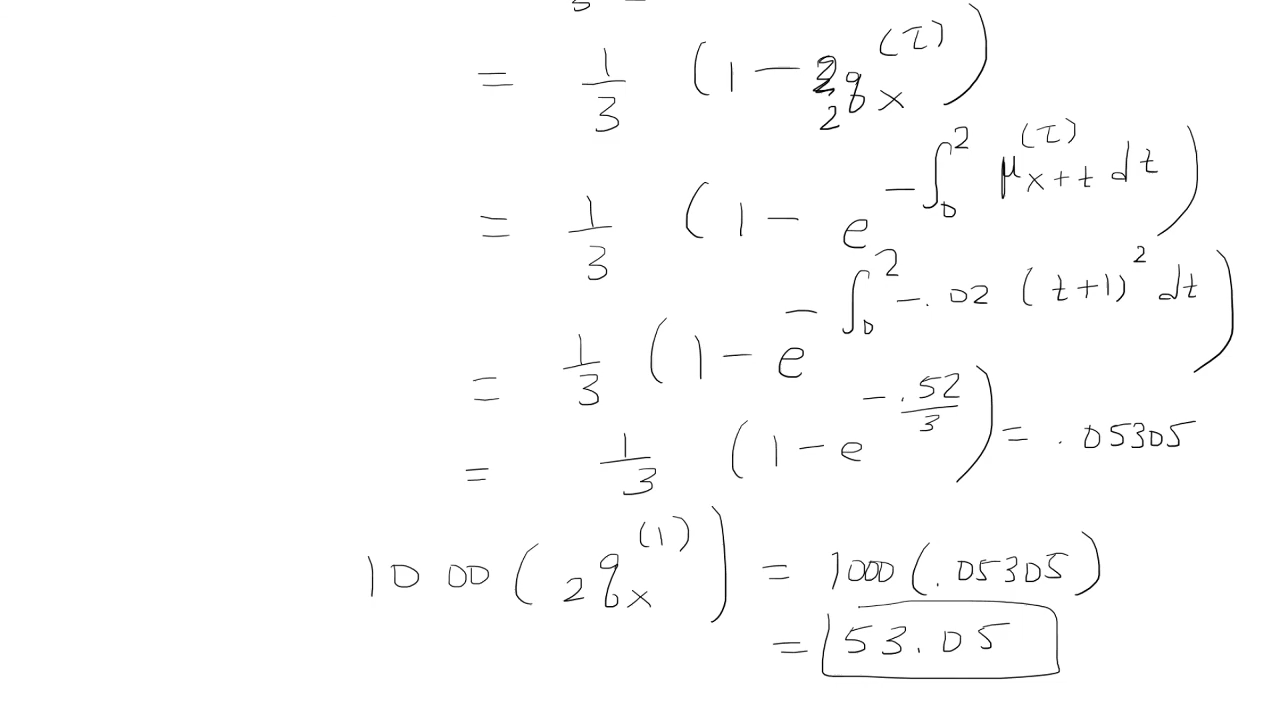 = 1/3 (1 - ₂q_x^(τ))
= 1/3 (1 - e^(-∫₀² μ_(x+t)^(τ) dt))
= 1/3 (1 - e^(-∫₀² -.02 (t+1)² dt))
= 1/3 (1 - e^(-.52/3)) = .05305
1000 (₂q_x^(1)) = 1000 (.05305)
= 53.05